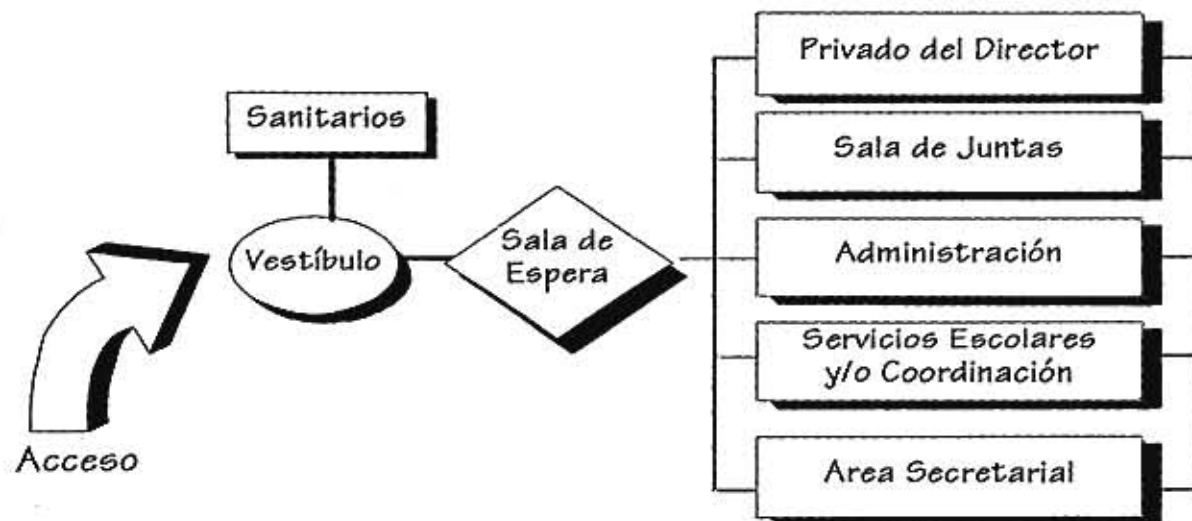 Acceso
Sanitarios
Vestíbulo
Sala de
Espera
Privado del Director
Sala de Juntas
Administración
Servicios Escolares
y/o Coordinación
Area Secretarial